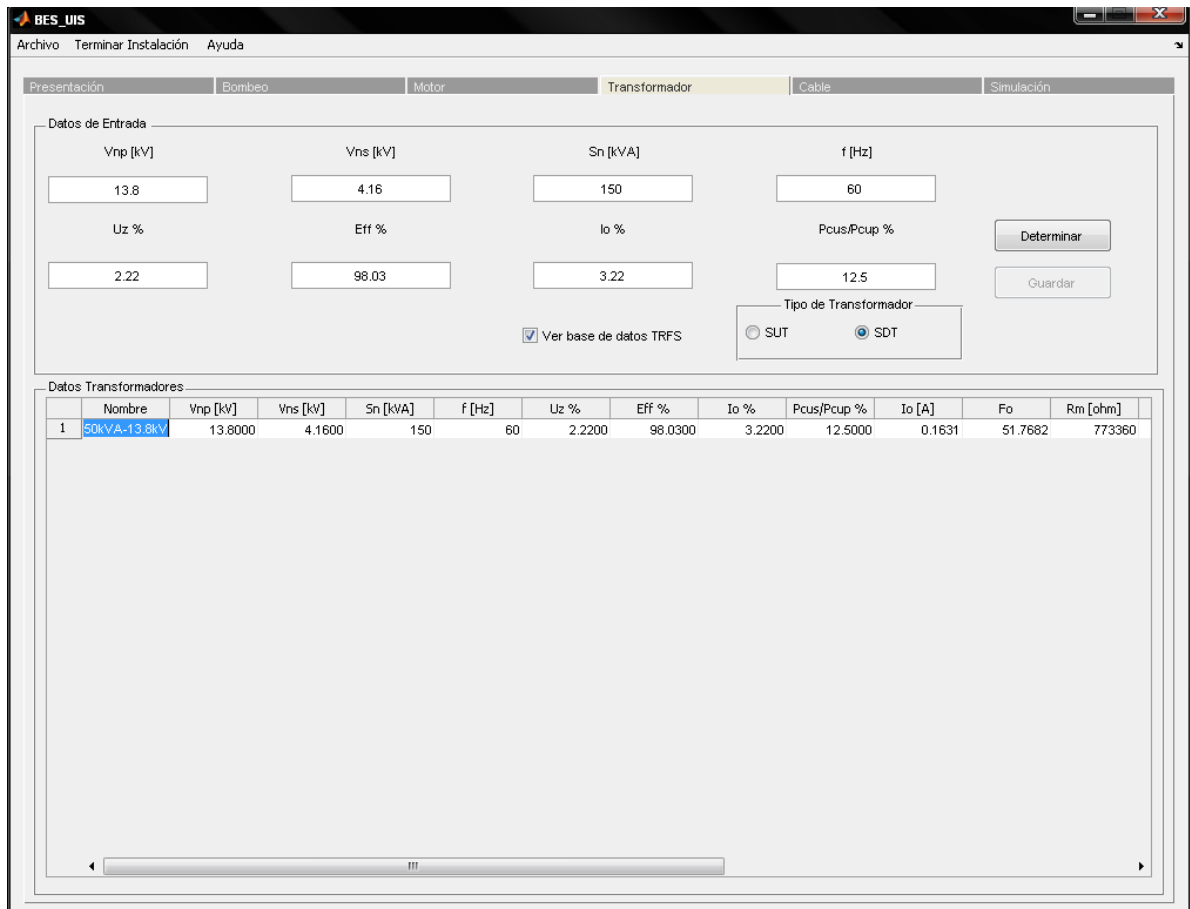 BES_UIS
Archivo Terminar Instalación Ayuda
Presentación Bombeo Motor Transformador Cable Simulación
Datos de Entrada
Vnp [kV] Vns [kV] Sn [kVA] f [Hz]
13.8 4.16 150 60
Uz % Eff % Io % Pcus/Pcup %
Determinar
2.22 98.03 3.22 12.5
Guardar
Tipo de Transformador
Ver base de datos TRFS SUT SDT
Datos Transformadores
Nombre Vnp [kV] Vns [kV] Sn [kVA] f [Hz] Uz % Eff % Io % Pcus/Pcup % Io [A] Fo Rm [ohm]
1 50kVA-13.8kV 13.8000 4.1600 150 60 2.2200 98.0300 3.2200 12.5000 0.1631 51.7682 773360